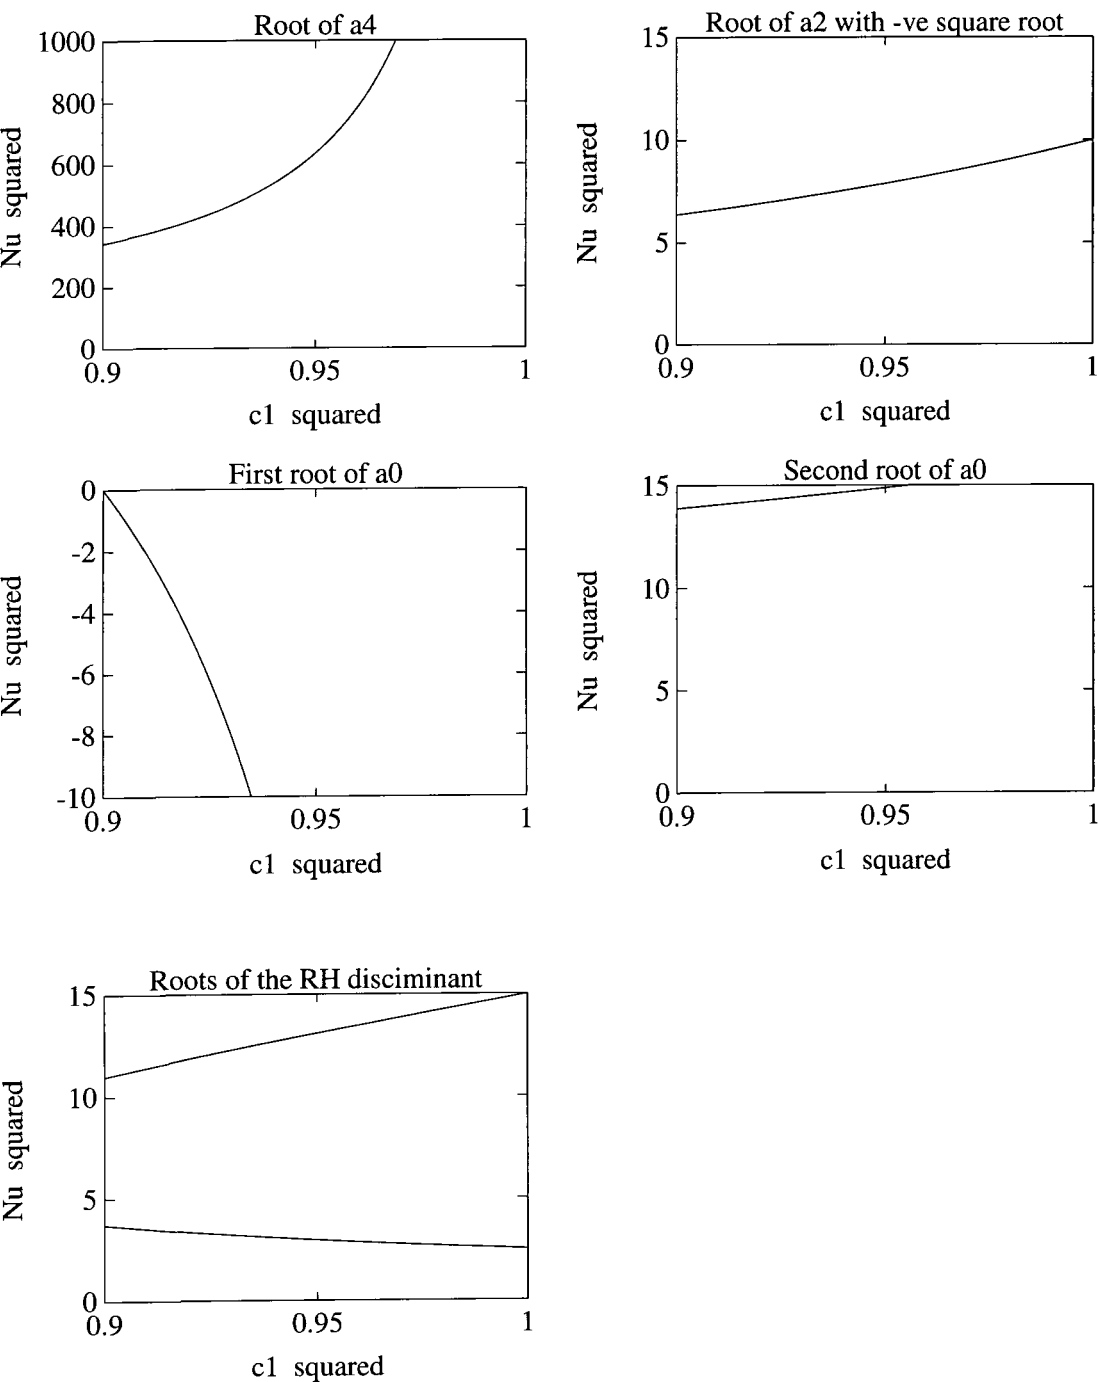 Root of a4
1000
800
600
400
200
0
0.9 0.95 1
Nu squared
c1 squared
Root of a2 with -ve square root
15
10
5
0
0.9 0.95 1
Nu squared
c1 squared
First root of a0
0
-2
-4
-6
-8
-10
0.9 0.95 1
Nu squared
c1 squared
Second root of a0
15
10
5
0
0.9 0.95 1
Nu squared
c1 squared
Roots of the RH disciminant
15
10
5
0
0.9 0.95 1
Nu squared
c1 squared